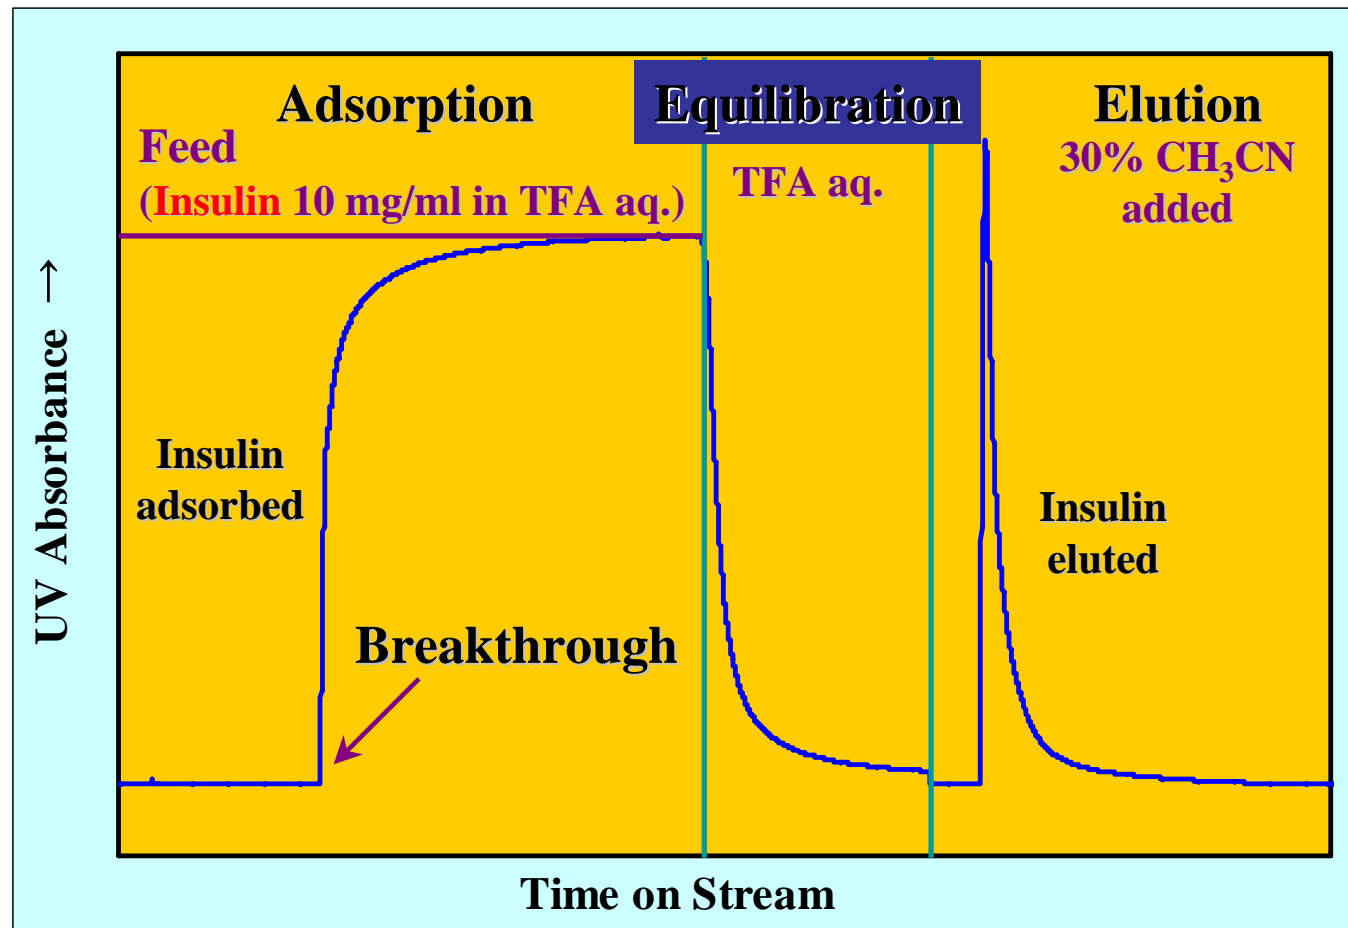 Adsorption
Equilibration
Elution
Feed
(Insulin 10 mg/ml in TFA aq.)
TFA aq.
30% CH₃CN
added
UV Absorbance →
Insulin
adsorbed
Insulin
eluted
Breakthrough
Time on Stream